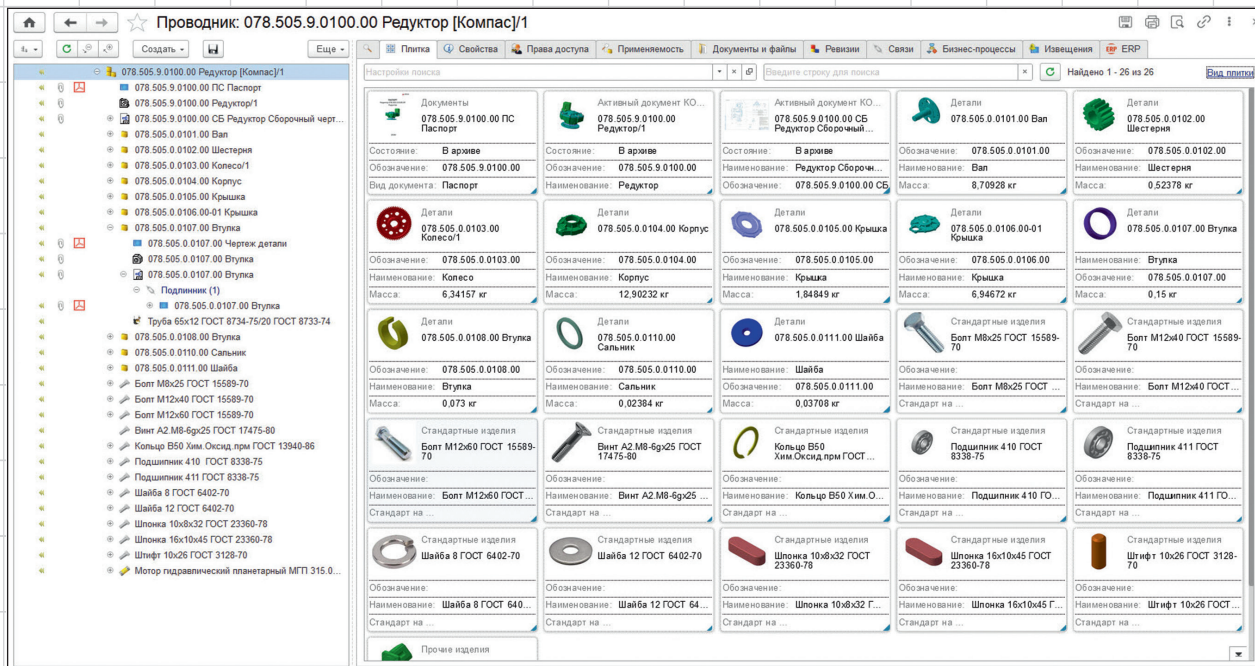 Проводник: 078.505.9.0100.00 Редуктор [Компас]/1
Создать
Еще
Плитка
Свойства
Права доступа
Применяемость
Документы и файлы
Ревизии
Связи
Бизнес-процессы
Извещения
ERP ERP
078.505.9.0100.00 Редуктор [Компас]/1
078.505.9.0100.00 ПС Паспорт
078.505.9.0100.00 Редуктор/1
078.505.9.0100.00 СБ Редуктор Сборочный черт...
078.505.0.0101.00 Вал
078.505.0.0102.00 Шестерня
078.505.0.0103.00 Колесо/1
078.505.0.0104.00 Корпус
078.505.0.0105.00 Крышка
078.505.0.0106.00-01 Крышка
078.505.0.0107.00 Втулка
078.505.0.0107.00 Чертеж детали
078.505.0.0107.00 Втулка
078.505.0.0107.00 Втулка
Подлинник (1)
078.505.0.0107.00 Втулка
Труба 65х12 ГОСТ 8734-75/20 ГОСТ 8733-74
078.505.0.0108.00 Втулка
078.505.0.0110.00 Сальник
078.505.0.0111.00 Шайба
Болт М8х25 ГОСТ 15589-70
Болт М12х40 ГОСТ 15589-70
Болт М12х60 ГОСТ 15589-70
Винт А2.М8-6gх25 ГОСТ 17475-80
Кольцо В50 Хим.Оксид.прм ГОСТ 13940-86
Подшипник 410 ГОСТ 8338-75
Подшипник 411 ГОСТ 8338-75
Шайба 8 ГОСТ 6402-70
Шайба 12 ГОСТ 6402-70
Шпонка 10х8х32 ГОСТ 23360-78
Шпонка 16х10х45 ГОСТ 23360-78
Штифт 10х26 ГОСТ 3128-70
Мотор гидравлический планетарный МГП 315.0...
Настройки поиска
Введите строку для поиска
Найдено 1 - 26 из 26
Вид плитки
Документы
078.505.9.0100.00 ПС
Паспорт
Состояние: В архиве
Обозначение: 078.505.9.0100.00
Вид документа: Паспорт
Активный документ КО...
078.505.9.0100.00
Редуктор/1
Состояние: В архиве
Обозначение: 078.505.9.0100.00
Наименование: Редуктор
Активный документ КО...
078.505.9.0100.00 СБ
Редуктор Сборочный...
Состояние: В архиве
Наименование: Редуктор Сборочн...
Обозначение: 078.505.9.0100.00 СБ
Детали
078.505.0.0101.00 Вал
Обозначение: 078.505.0.0101.00
Наименование: Вал
Масса: 8,70928 кг
Детали
078.505.0.0102.00
Шестерня
Обозначение: 078.505.0.0102.00
Наименование: Шестерня
Масса: 0,52378 кг
Детали
078.505.0.0103.00
Колесо/1
Обозначение: 078.505.0.0103.00
Наименование: Колесо
Масса: 6,34157 кг
Детали
078.505.0.0104.00 Корпус
Обозначение: 078.505.0.0104.00
Наименование: Корпус
Масса: 12,90232 кг
Детали
078.505.0.0105.00 Крышка
Обозначение: 078.505.0.0105.00
Наименование: Крышка
Масса: 1,84849 кг
Детали
078.505.0.0106.00-01
Крышка
Обозначение: 078.505.0.0106.00
Наименование: Крышка
Масса: 6,94672 кг
Детали
078.505.0.0107.00 Втулка
Наименование: Втулка
Обозначение: 078.505.0.0107.00
Масса: 0,15 кг
Детали
078.505.0.0108.00 Втулка
Обозначение: 078.505.0.0108.00
Наименование: Втулка
Масса: 0,073 кг
Детали
078.505.0.0110.00
Сальник
Обозначение: 078.505.0.0110.00
Наименование: Сальник
Масса: 0,02384 кг
Детали
078.505.0.0111.00 Шайба
Наименование: Шайба
Обозначение: 078.505.0.0111.00
Масса: 0,03708 кг
Стандартные изделия
Болт М8х25 ГОСТ 15589-
70
Обозначение:
Наименование: Болт М8х25 ГОСТ ...
Стандарт на ...
Стандартные изделия
Болт М12х40 ГОСТ 15589-
70
Обозначение:
Наименование: Болт М12х40 ГОСТ...
Стандарт на ...
Стандартные изделия
Болт М12х60 ГОСТ 15589-
70
Обозначение:
Наименование: Болт М12х60 ГОСТ...
Стандарт на ...
Стандартные изделия
Винт А2.М8-6gх25 ГОСТ
17475-80
Обозначение:
Наименование: Винт А2.М8-6gх25 ...
Стандарт на ...
Стандартные изделия
Кольцо В50
Хим.Оксид.прм ГОСТ...
Обозначение:
Наименование: Кольцо В50 Хим.О...
Стандарт на ...
Стандартные изделия
Подшипник 410 ГОСТ
8338-75
Обозначение:
Наименование: Подшипник 410 ГО...
Стандарт на ...
Стандартные изделия
Подшипник 411 ГОСТ
8338-75
Обозначение:
Наименование: Подшипник 411 ГО...
Стандарт на ...
Стандартные изделия
Шайба 8 ГОСТ 6402-70
Обозначение:
Наименование: Шайба 8 ГОСТ 640...
Стандарт на ...
Стандартные изделия
Шайба 12 ГОСТ 6402-70
Обозначение:
Наименование: Шайба 12 ГОСТ 64...
Стандарт на ...
Стандартные изделия
Шпонка 10х8х32 ГОСТ
23360-78
Обозначение:
Наименование: Шпонка 10х8х32 Г...
Стандарт на ...
Стандартные изделия
Шпонка 16х10х45 ГОСТ
23360-78
Обозначение:
Наименование: Шпонка 16х10х45 Г...
Стандарт на ...
Стандартные изделия
Штифт 10х26 ГОСТ 3128-
70
Обозначение:
Наименование: Штифт 10х26 ГОСТ...
Стандарт на ...
Прочие изделия